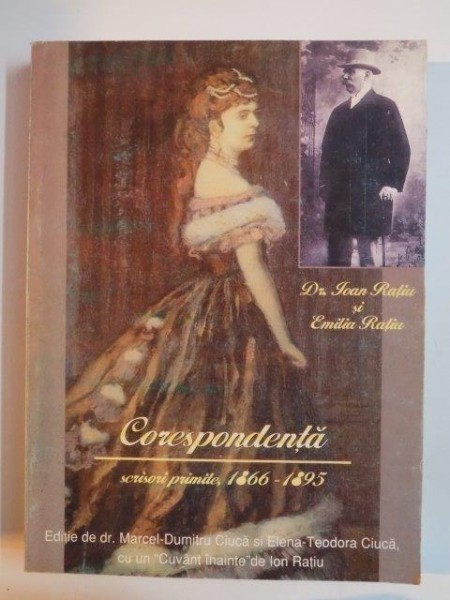 Dr. Ioan Rațiu
și
Emilia Rațiu
Corespondență
scrisori primite, 1866-1895
Ediție de dr. Marcel-Dumitru Ciucă și Elena-Teodora Ciucă,
cu un "Cuvânt înainte" de Ion Rațiu